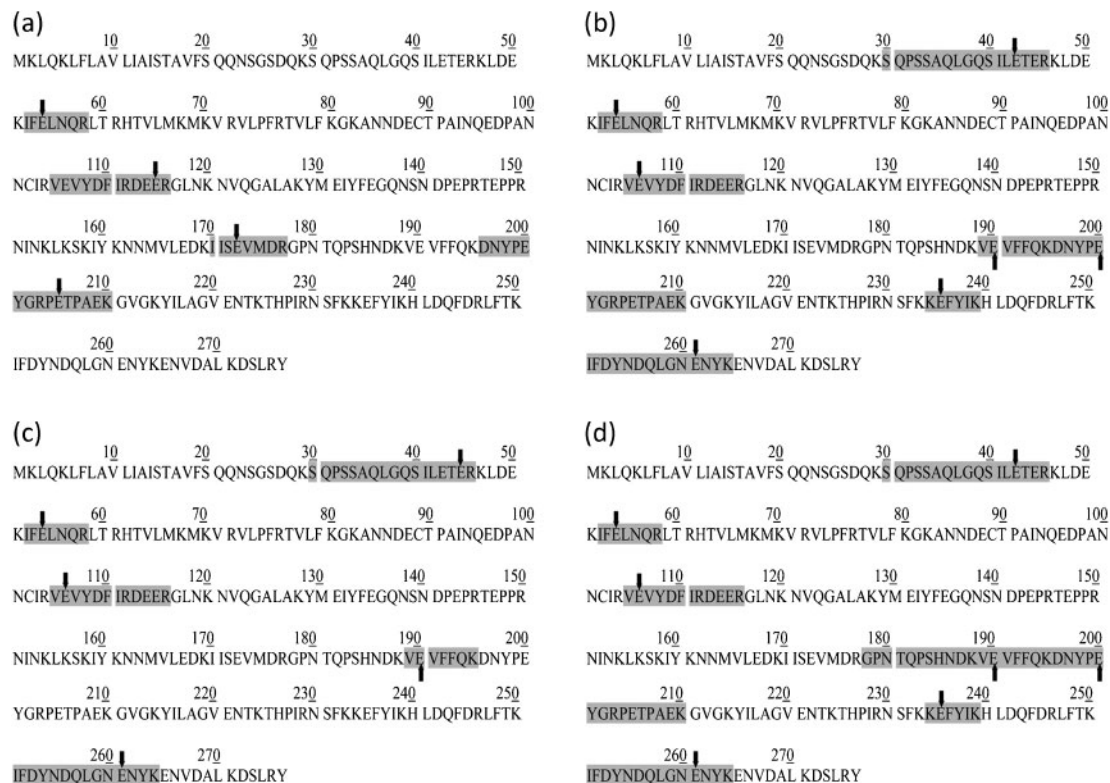 (a)
10 20 30 40 50
MKLQKLFLAV LIAISTAVFS QQNSGSDQKS QPSSAQLGQS ILETERKLDE
60 70 80 90 100
KIFELNQRLT RHTVLMKMKV RVLPFRTVLF KGKANNDECT PAINQEDPAN
110 120 130 140 150
NCIRVEVYDF IRDEERGLNK NVQGALAKYM EIYFEGQNSN DPEPRTEPPR
160 170 180 190 200
NINKLKSKIY KNNMVLEDKI ISEVMDRGPN TQPSHNDKVE VFFQKDNYPE
210 220 230 240 250
YGRPETPAEK GVGKYILAGV ENTKTHPIRN SFKKEFYIKH LDQFDRLFTK
260 270
IFDYNDQLGN ENYKENVDAL KDSLRY
(b)
10 20 30 40 50
MKLQKLFLAV LIAISTAVFS QQNSGSDQKS QPSSAQLGQS ILETERKLDE
60 70 80 90 100
KIFELNQRLT RHTVLMKMKV RVLPFRTVLF KGKANNDECT PAINQEDPAN
110 120 130 140 150
NCIRVEVYDF IRDEERGLNK NVQGALAKYM EIYFEGQNSN DPEPRTEPPR
160 170 180 190 200
NINKLKSKIY KNNMVLEDKI ISEVMDRGPN TQPSHNDKVE VFFQKDNYPE
210 220 230 240 250
YGRPETPAEK GVGKYILAGV ENTKTHPIRN SFKKEFYIKH LDQFDRLFTK
260 270
IFDYNDQLGN ENYKENVDAL KDSLRY
(c)
10 20 30 40 50
MKLQKLFLAV LIAISTAVFS QQNSGSDQKS QPSSAQLGQS ILETERKLDE
60 70 80 90 100
KIFELNQRLT RHTVLMKMKV RVLPFRTVLF KGKANNDECT PAINQEDPAN
110 120 130 140 150
NCIRVEVYDF IRDEERGLNK NVQGALAKYM EIYFEGQNSN DPEPRTEPPR
160 170 180 190 200
NINKLKSKIY KNNMVLEDKI ISEVMDRGPN TQPSHNDKVE VFFQKDNYPE
210 220 230 240 250
YGRPETPAEK GVGKYILAGV ENTKTHPIRN SFKKEFYIKH LDQFDRLFTK
260 270
IFDYNDQLGN ENYKENVDAL KDSLRY
(d)
10 20 30 40 50
MKLQKLFLAV LIAISTAVFS QQNSGSDQKS QPSSAQLGQS ILETERKLDE
60 70 80 90 100
KIFELNQRLT RHTVLMKMKV RVLPFRTVLF KGKANNDECT PAINQEDPAN
110 120 130 140 150
NCIRVEVYDF IRDEERGLNK NVQGALAKYM EIYFEGQNSN DPEPRTEPPR
160 170 180 190 200
NINKLKSKIY KNNMVLEDKI ISEVMDRGPN TQPSHNDKVE VFFQKDNYPE
210 220 230 240 250
YGRPETPAEK GVGKYILAGV ENTKTHPIRN SFKKEFYIKH LDQFDRLFTK
260 270
IFDYNDQLGN ENYKENVDAL KDSLRY